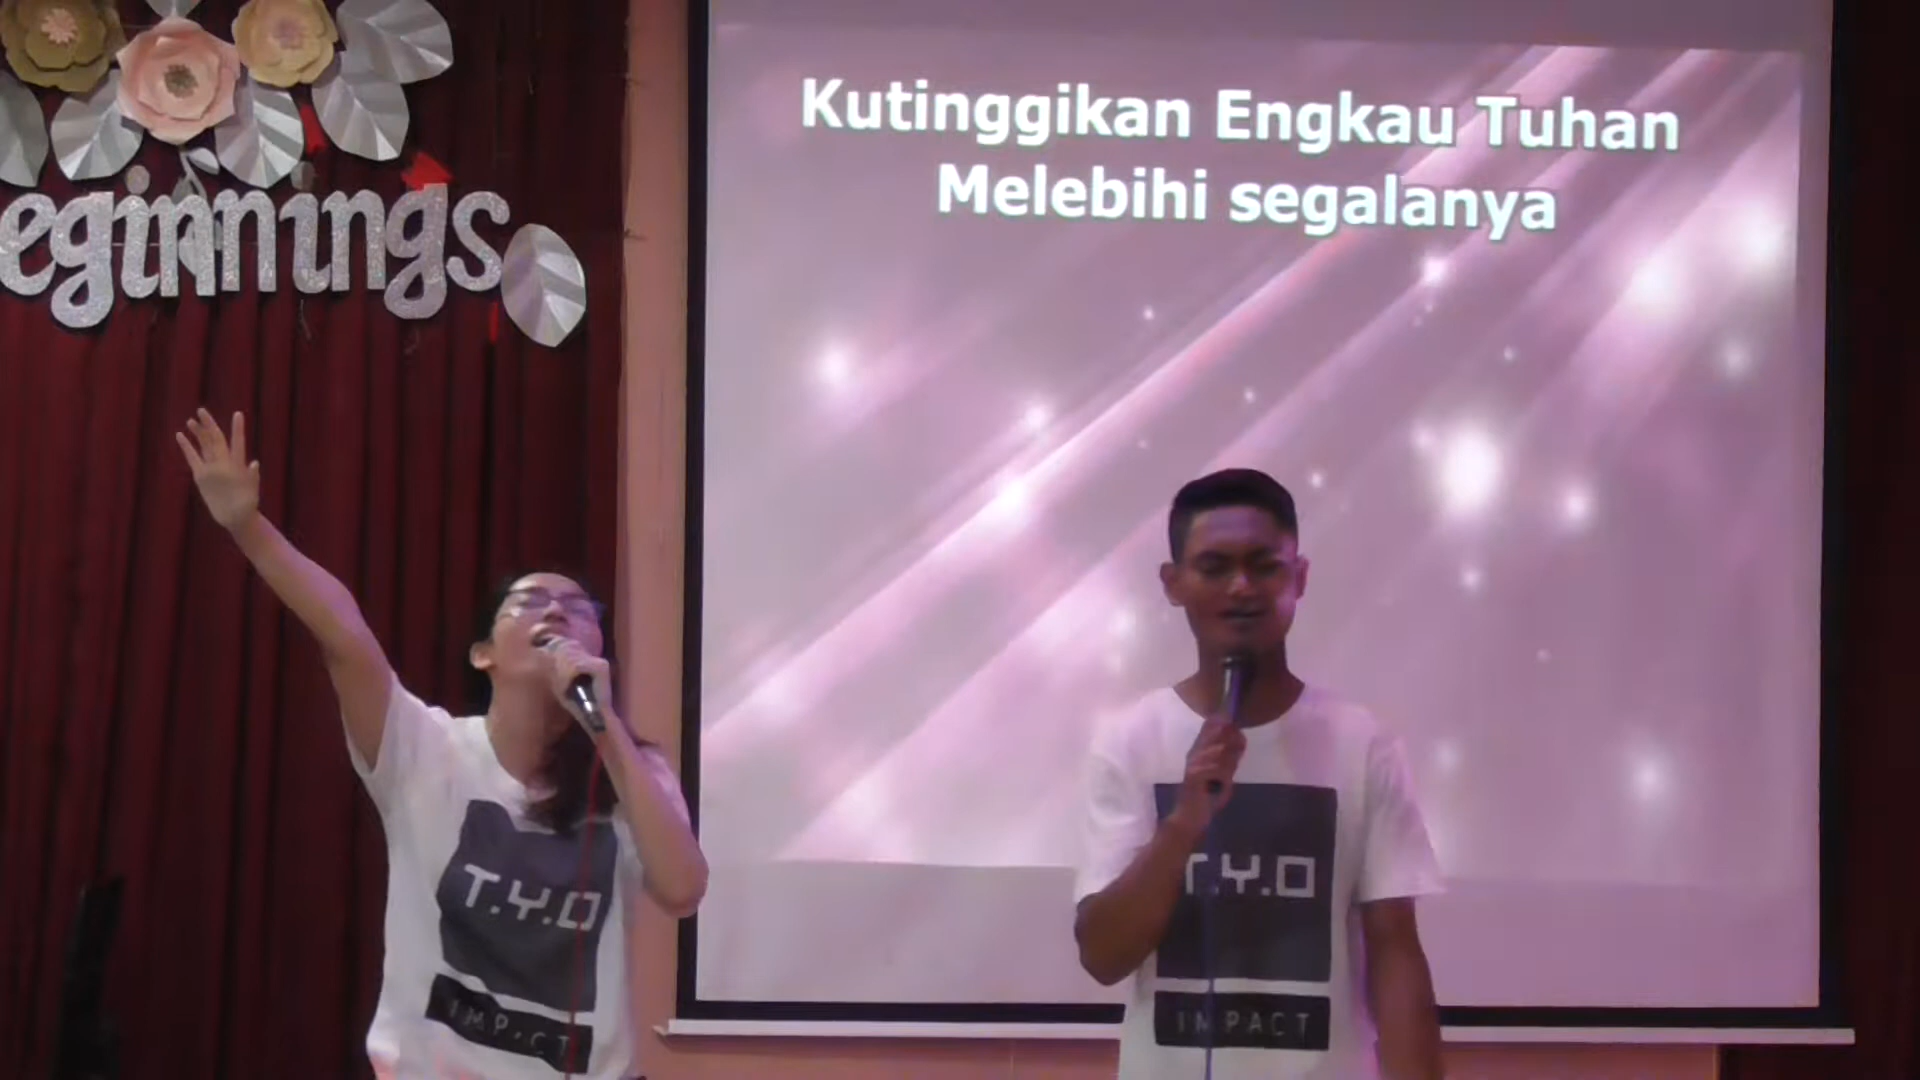 Kutinggikan Engkau Tuhan
Melebihi segalanya
eginnings
T.Y.O
IMPACT
T.Y.O
IMPACT